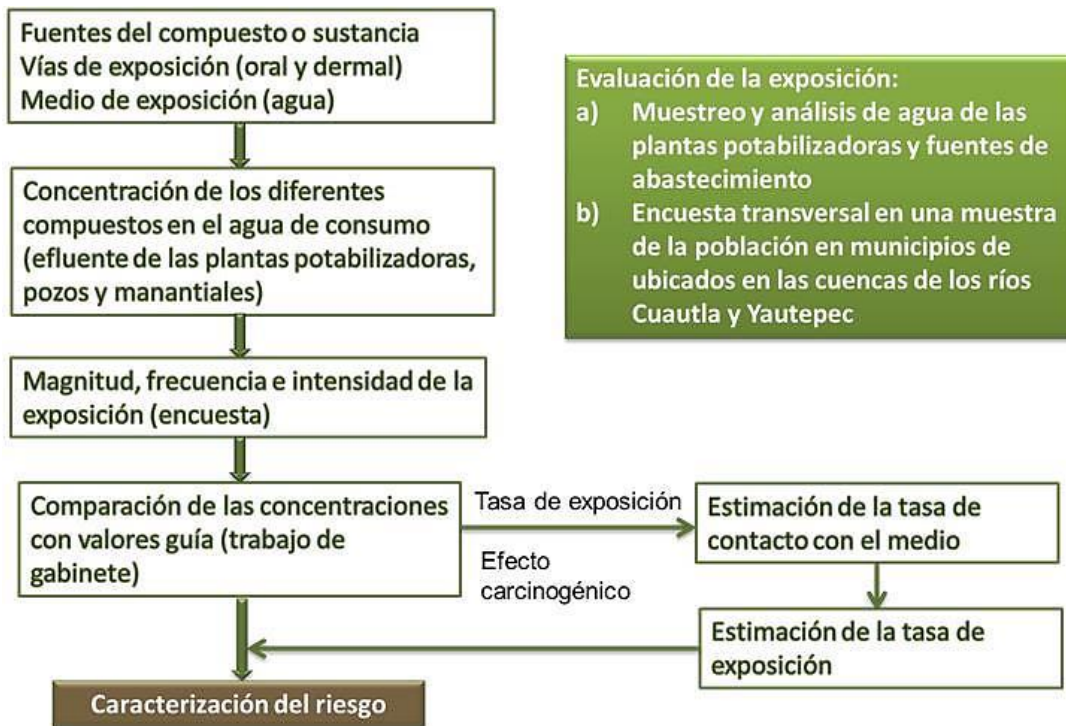 Fuentes del compuesto o sustancia
Vías de exposición (oral y dermal)
Medio de exposición (agua)
Evaluación de la exposición:
a) Muestreo y análisis de agua de las
plantas potabilizadoras y fuentes de
abastecimiento
b) Encuesta transversal en una muestra
de la población en municipios de
ubicados en las cuencas de los ríos
Cuautla y Yautepec
Concentración de los diferentes
compuestos en el agua de consumo
(efluente de las plantas potabilizadoras,
pozos y manantiales)
Magnitud, frecuencia e intensidad de la
exposición (encuesta)
Comparación de las concentraciones
con valores guía (trabajo de
gabinete)
Tasa de exposición
Efecto
carcinogénico
Estimación de la tasa de
contacto con el medio
Estimación de la tasa de
exposición
Caracterización del riesgo